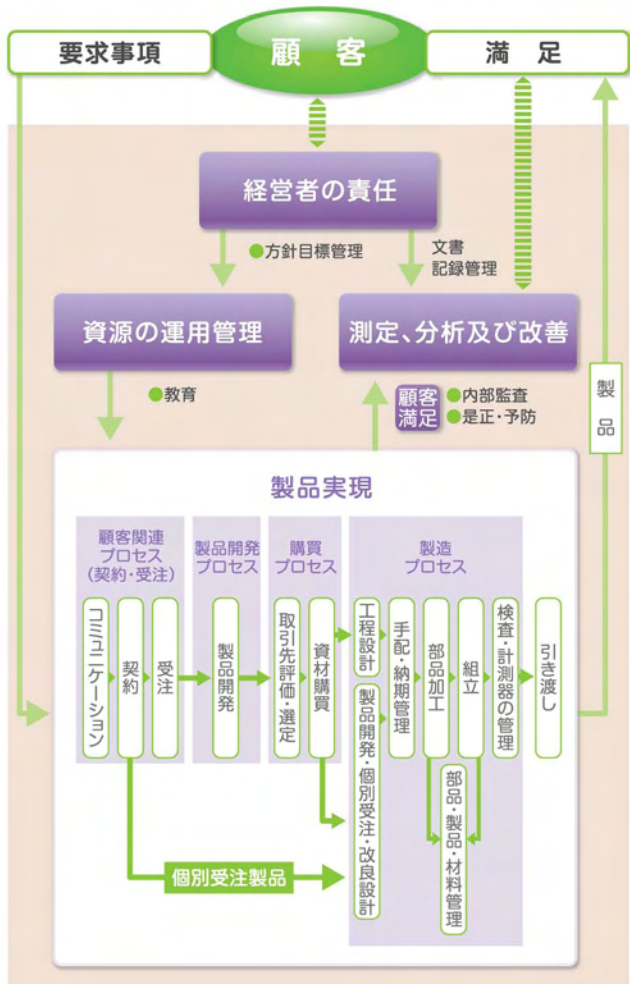 要求事項
顧客
満足
経営者の責任
●方針目標管理
文書
記録管理
資源の運用管理
測定、分析及び改善
●教育
顧客
満足
●内部監査
●是正・予防
製品
製品実現
顧客関連
プロセス
(契約・受注)
製品開発
プロセス
購買
プロセス
製造
プロセス
コミュニケーション
契約
受注
製品開発
取引先評価・選定
資材購買
工程設計
製品開発・個別受注・改良設計
手配・納期管理
部品加工
組立
検査・計測器の管理
引き渡し
部品・製品・材料管理
個別受注製品